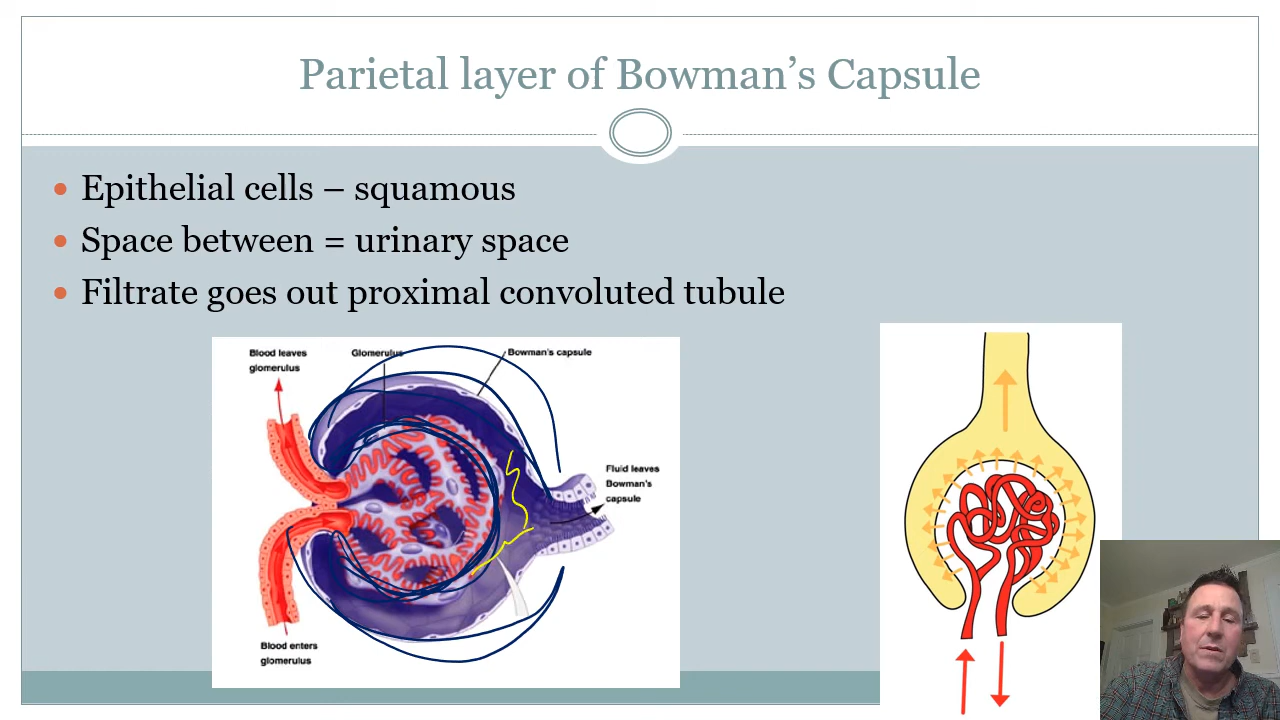 Parietal layer of Bowman's Capsule
• Epithelial cells – squamous
• Space between = urinary space
• Filtrate goes out proximal convoluted tubule
Blood leaves
glomerulus
Glomerulus
Bowman's capsule
Fluid leaves
Bowman's
capsule
Blood enters
glomerulus